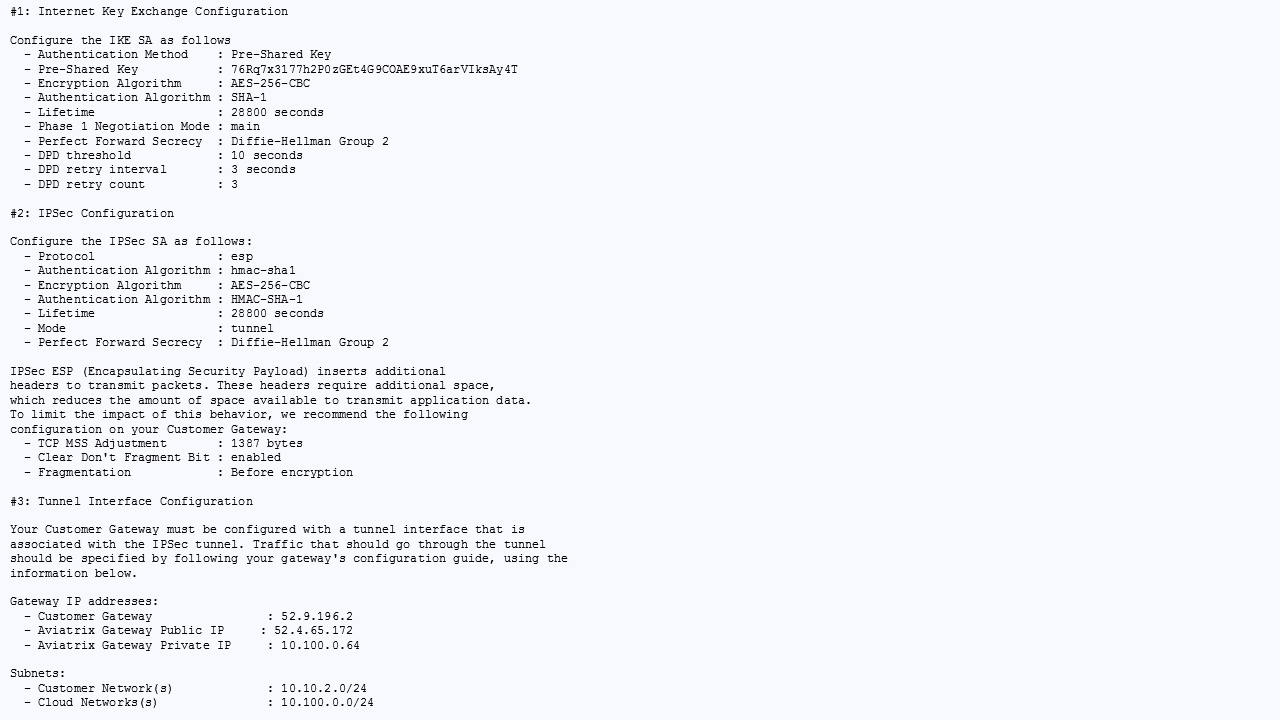 #1: Internet Key Exchange Configuration

Configure the IKE SA as follows
  - Authentication Method    : Pre-Shared Key
  - Pre-Shared Key           : 76Rq7x3177h2P0zGEt4G9COAE9xuT6arVIksAy4T
  - Encryption Algorithm     : AES-256-CBC
  - Authentication Algorithm : SHA-1
  - Lifetime                 : 28800 seconds
  - Phase 1 Negotiation Mode : main
  - Perfect Forward Secrecy  : Diffie-Hellman Group 2
  - DPD threshold            : 10 seconds
  - DPD retry interval       : 3 seconds
  - DPD retry count          : 3

#2: IPSec Configuration

Configure the IPSec SA as follows:
  - Protocol                 : esp
  - Authentication Algorithm : hmac-sha1
  - Encryption Algorithm     : AES-256-CBC
  - Authentication Algorithm : HMAC-SHA-1
  - Lifetime                 : 28800 seconds
  - Mode                     : tunnel
  - Perfect Forward Secrecy  : Diffie-Hellman Group 2

IPSec ESP (Encapsulating Security Payload) inserts additional
headers to transmit packets. These headers require additional space,
which reduces the amount of space available to transmit application data.
To limit the impact of this behavior, we recommend the following
configuration on your Customer Gateway:
  - TCP MSS Adjustment       : 1387 bytes
  - Clear Don't Fragment Bit : enabled
  - Fragmentation            : Before encryption

#3: Tunnel Interface Configuration

Your Customer Gateway must be configured with a tunnel interface that is
associated with the IPSec tunnel. Traffic that should go through the tunnel
should be specified by following your gateway's configuration guide, using the
information below.

Gateway IP addresses:
  - Customer Gateway                : 52.9.196.2
  - Aviatrix Gateway Public IP     : 52.4.65.172
  - Aviatrix Gateway Private IP     : 10.100.0.64

Subnets:
  - Customer Network(s)             : 10.10.2.0/24
  - Cloud Networks(s)               : 10.100.0.0/24